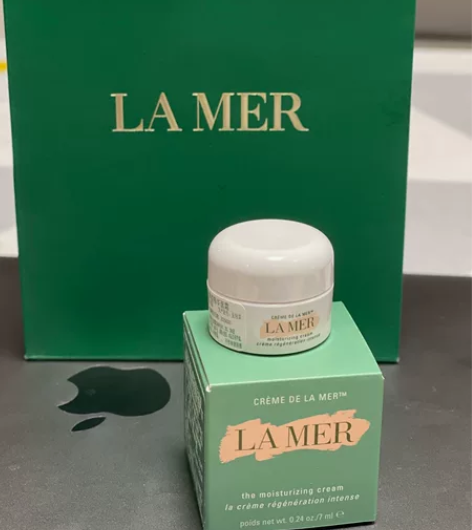 LA MER
CRÈME DE LA MER™
LA MER
moisturizing cream
crème régénération intense
CRÈME DE LA MER™
LA MER
the moisturizing cream
la crème régénération intense
poids net wt. 0.24 oz./7 ml ℮